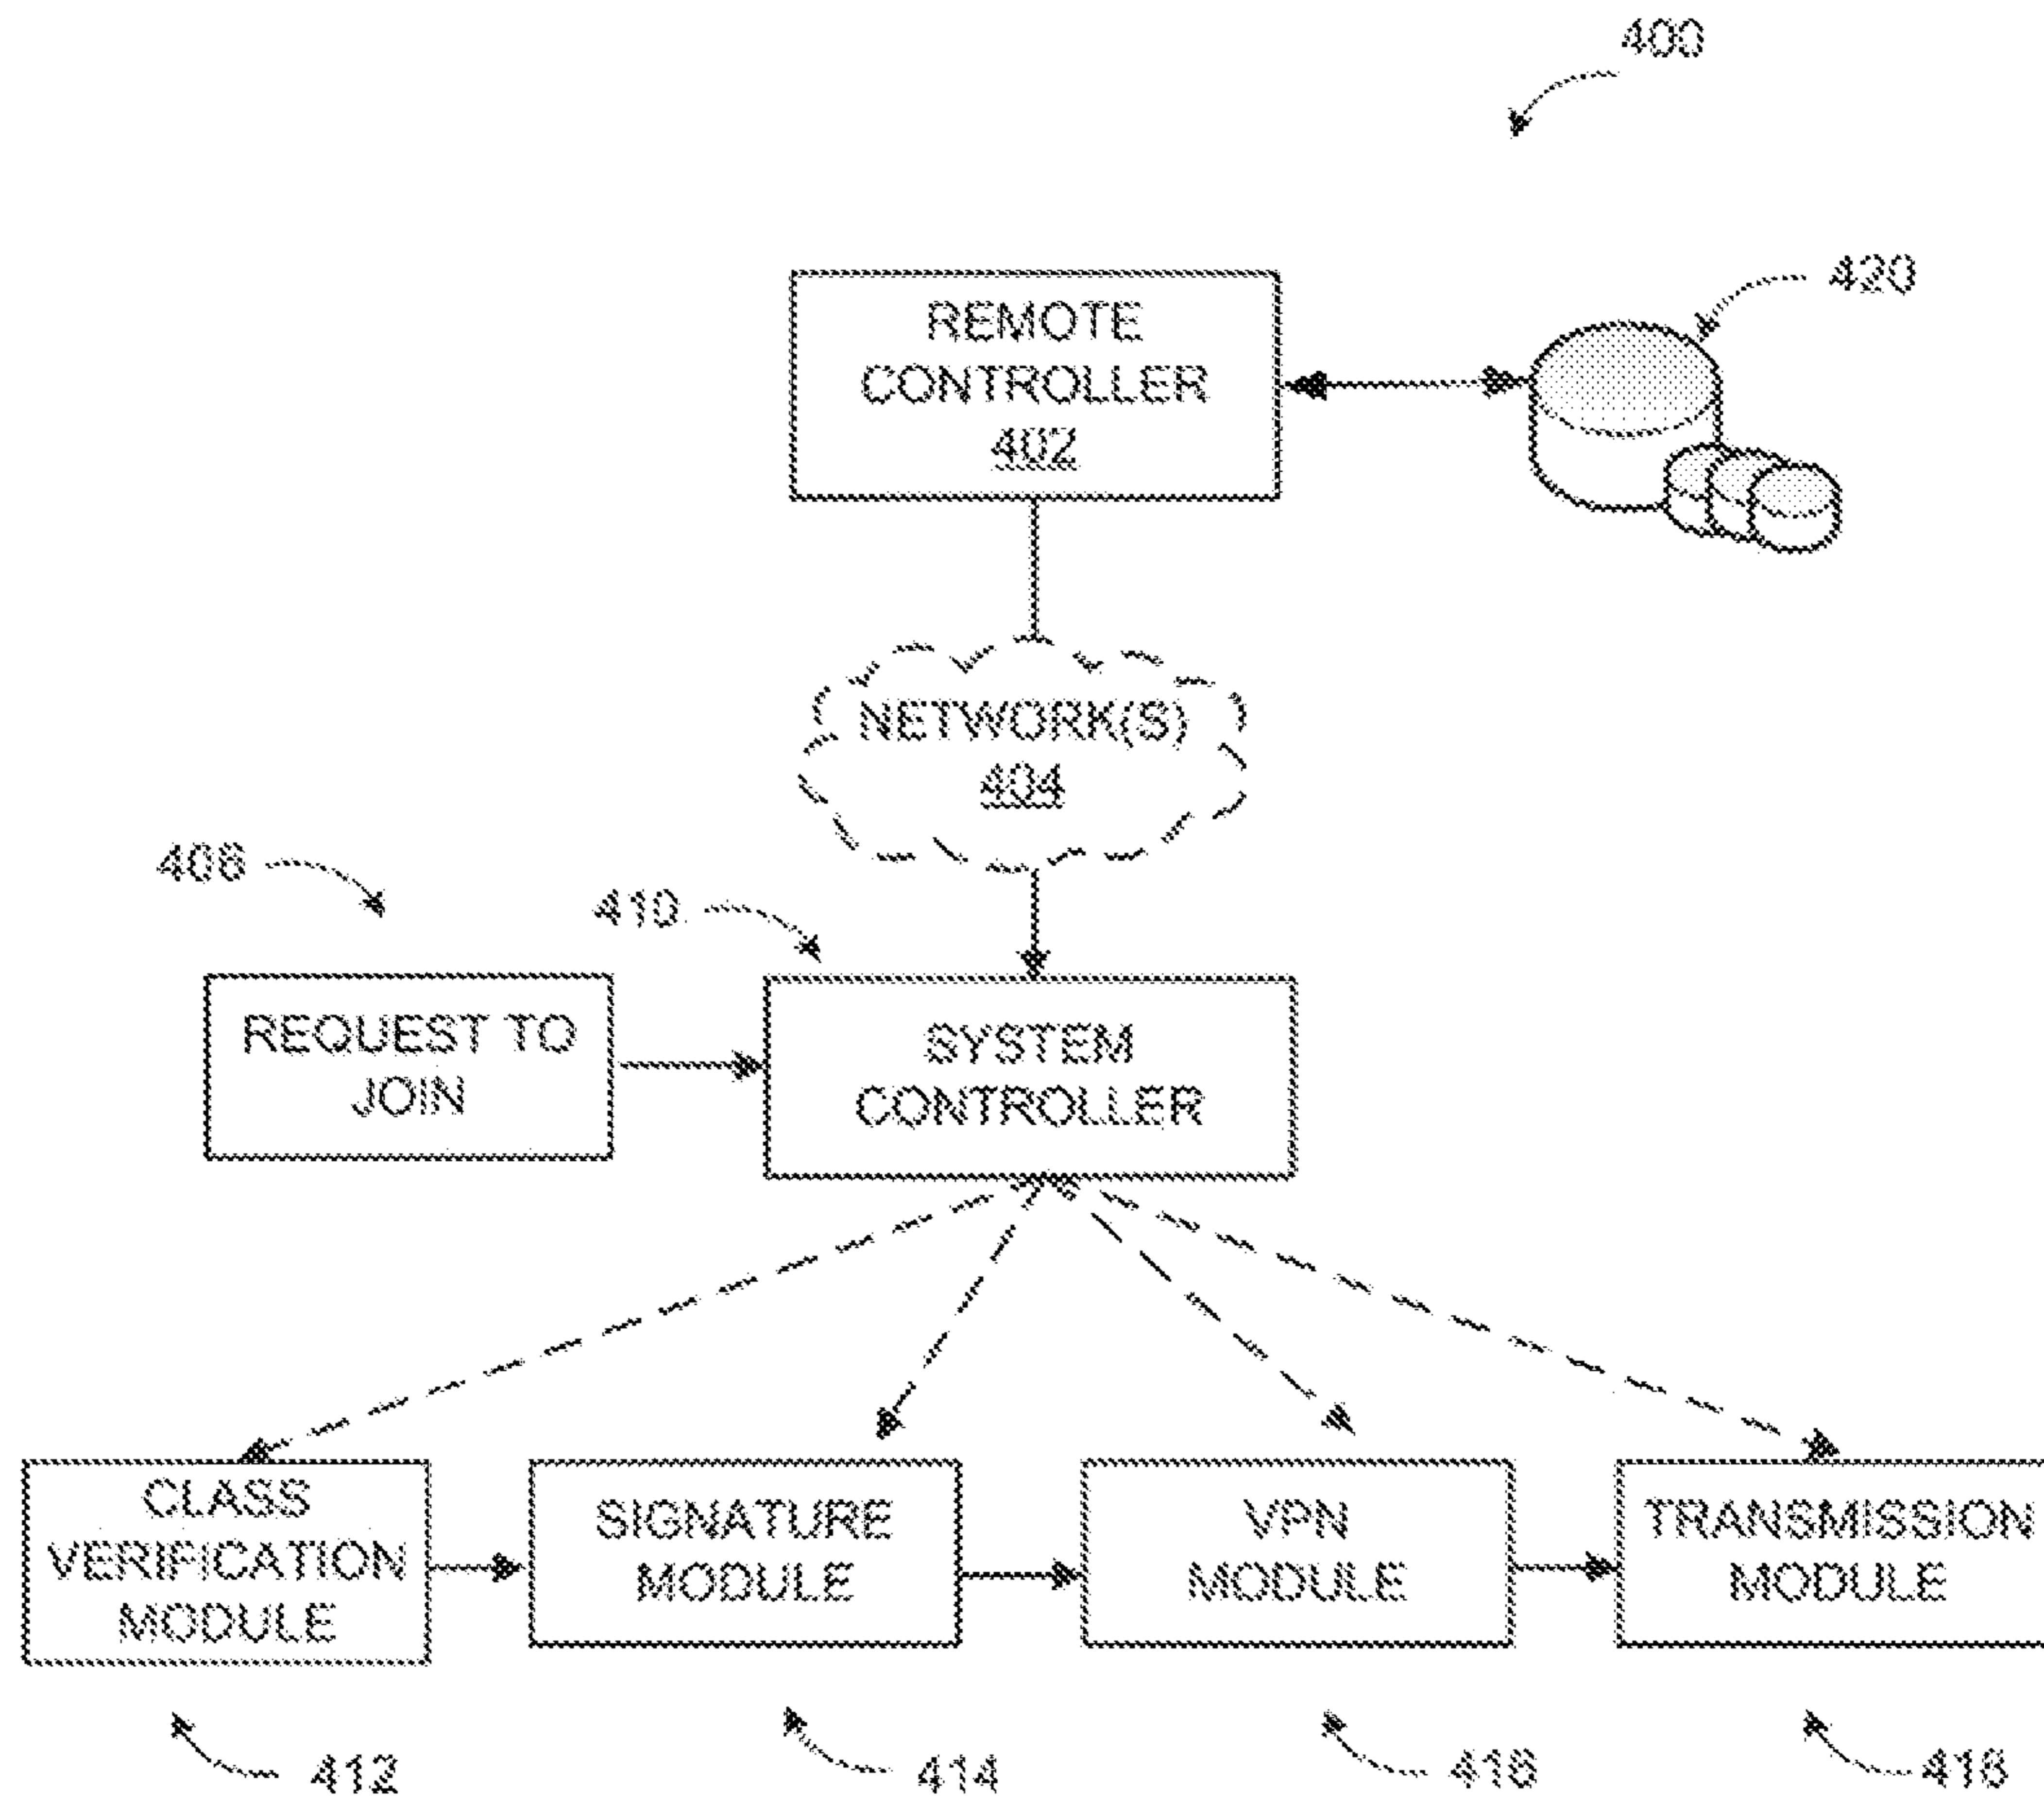 400
420
REMOTE
CONTROLLER
402
NETWORK(S)
404
410
REQUEST TO
JOIN
SYSTEM
CONTROLLER
CLASS
VERIFICATION
MODULE
SIGNATURE
MODULE
VPN
MODULE
TRANSMISSION
MODULE
412
414